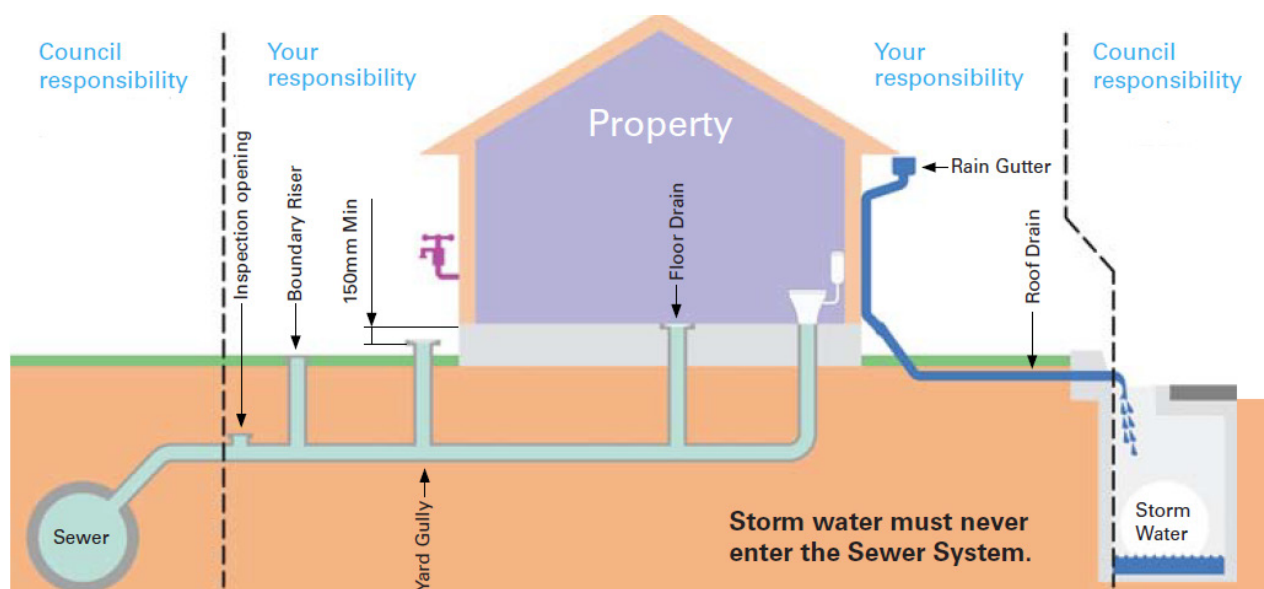 Council
responsibility
Your
responsibility
Your
responsibility
Council
responsibility
Property
Inspection opening
Boundary Riser
150mm Min
Floor Drain
Rain Gutter
Roof Drain
Yard Gully
Sewer
Storm water must never
enter the Sewer System.
Storm
Water